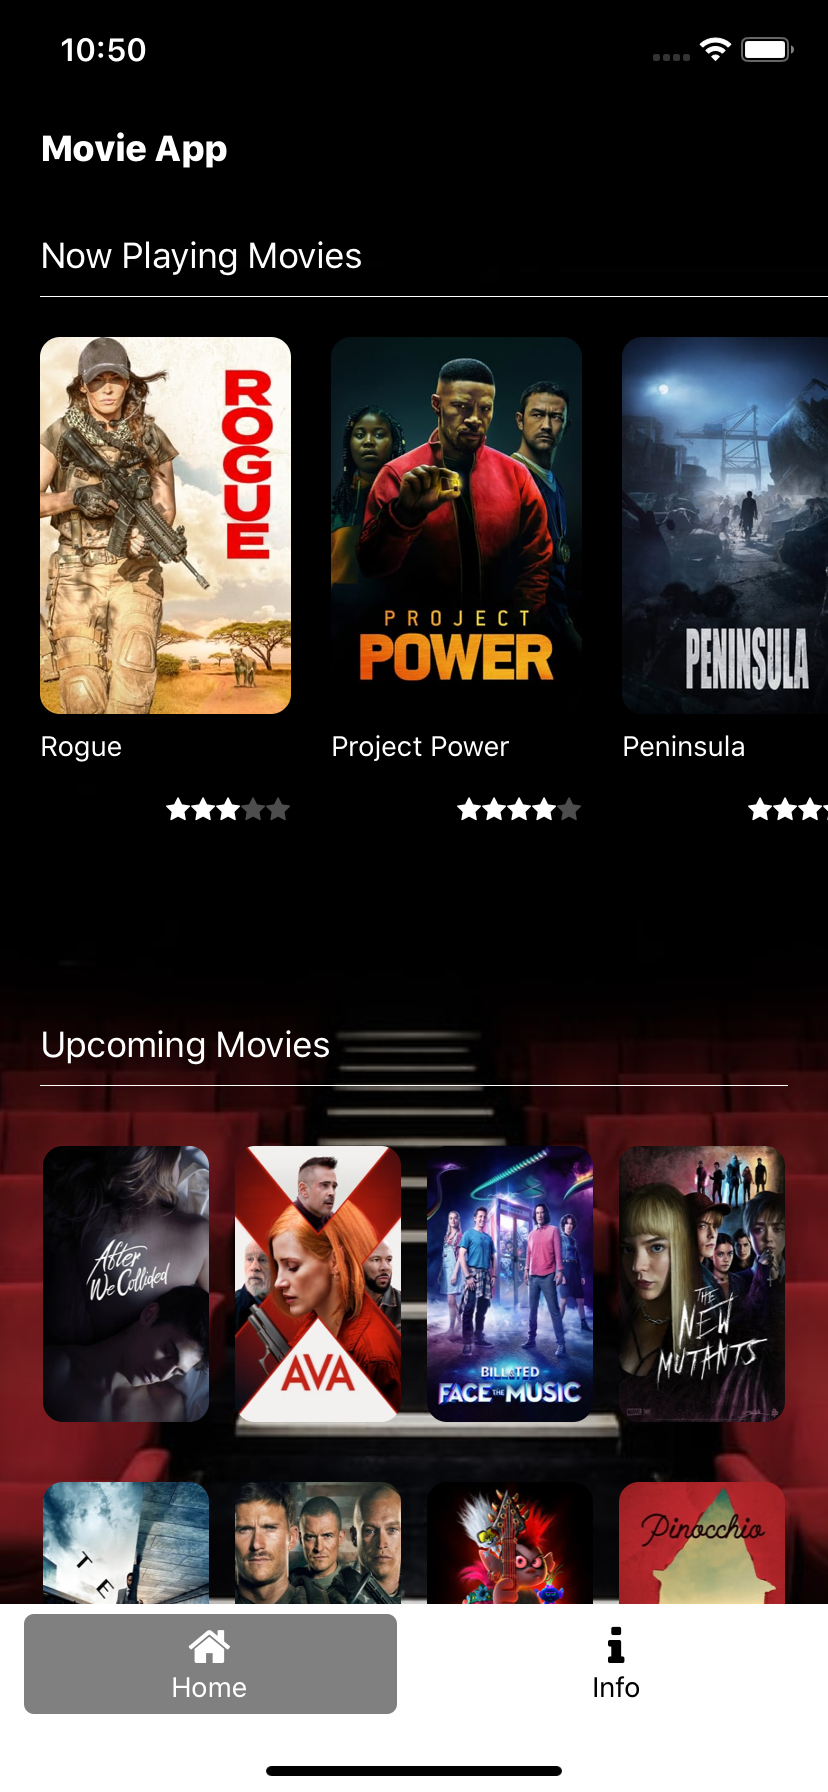 10:50
Movie App
Now Playing Movies
ROGUE
PROJECT
POWER
PENINSULA
Rogue
Project Power
Peninsula
Upcoming Movies
After
We Collided
AVA
BILL & TED
FACE THE MUSIC
THE
NEW
MUTANTS
T
E
Pinocchio
Home
Info